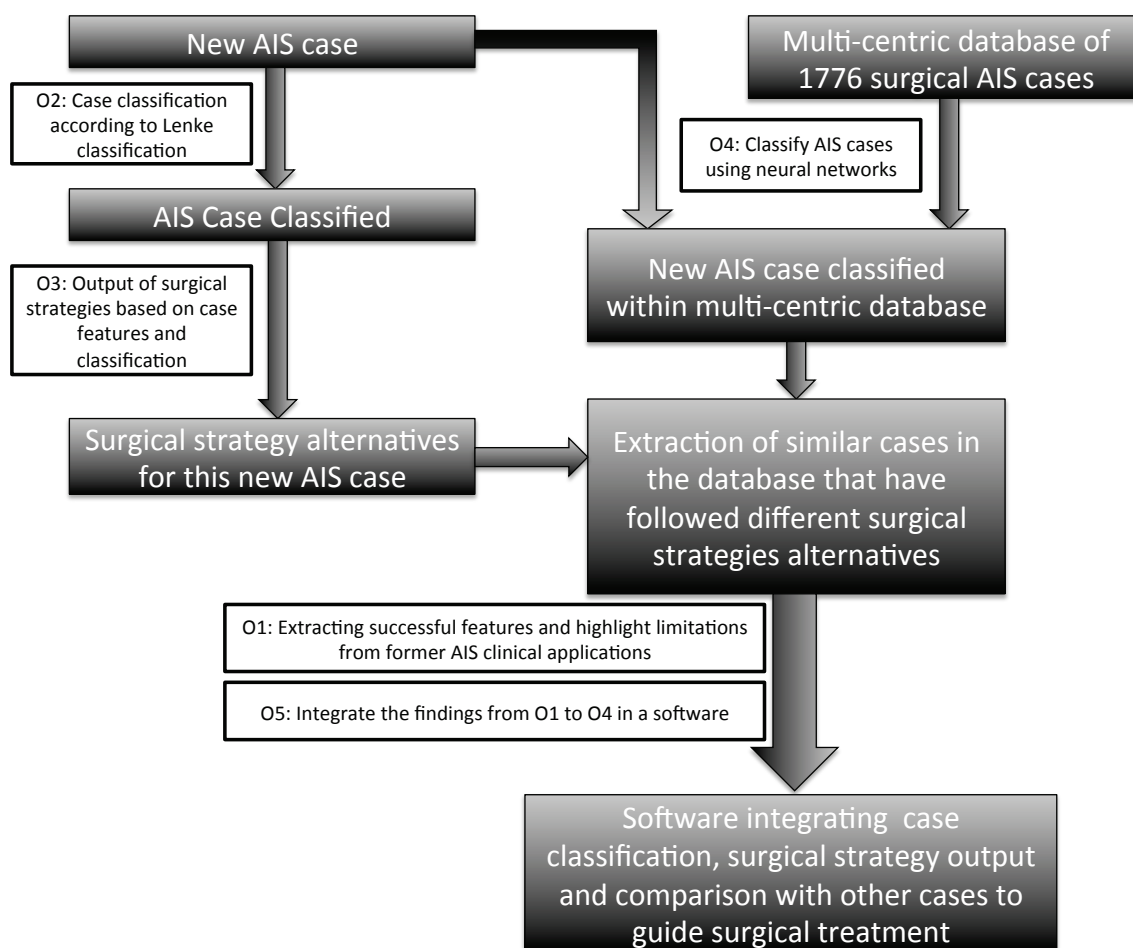 New AIS case
Multi-centric database of
1776 surgical AIS cases
O2: Case classification
according to Lenke
classification
O4: Classify AIS cases
using neural networks
AIS Case Classified
New AIS case classified
within multi-centric database
O3: Output of surgical
strategies based on case
features and
classification
Surgical strategy alternatives
for this new AIS case
Extraction of similar cases in
the database that have
followed different surgical
strategies alternatives
O1: Extracting successful features and highlight limitations
from former AIS clinical applications
O5: Integrate the findings from O1 to O4 in a software
Software integrating case
classification, surgical strategy output
and comparison with other cases to
guide surgical treatment